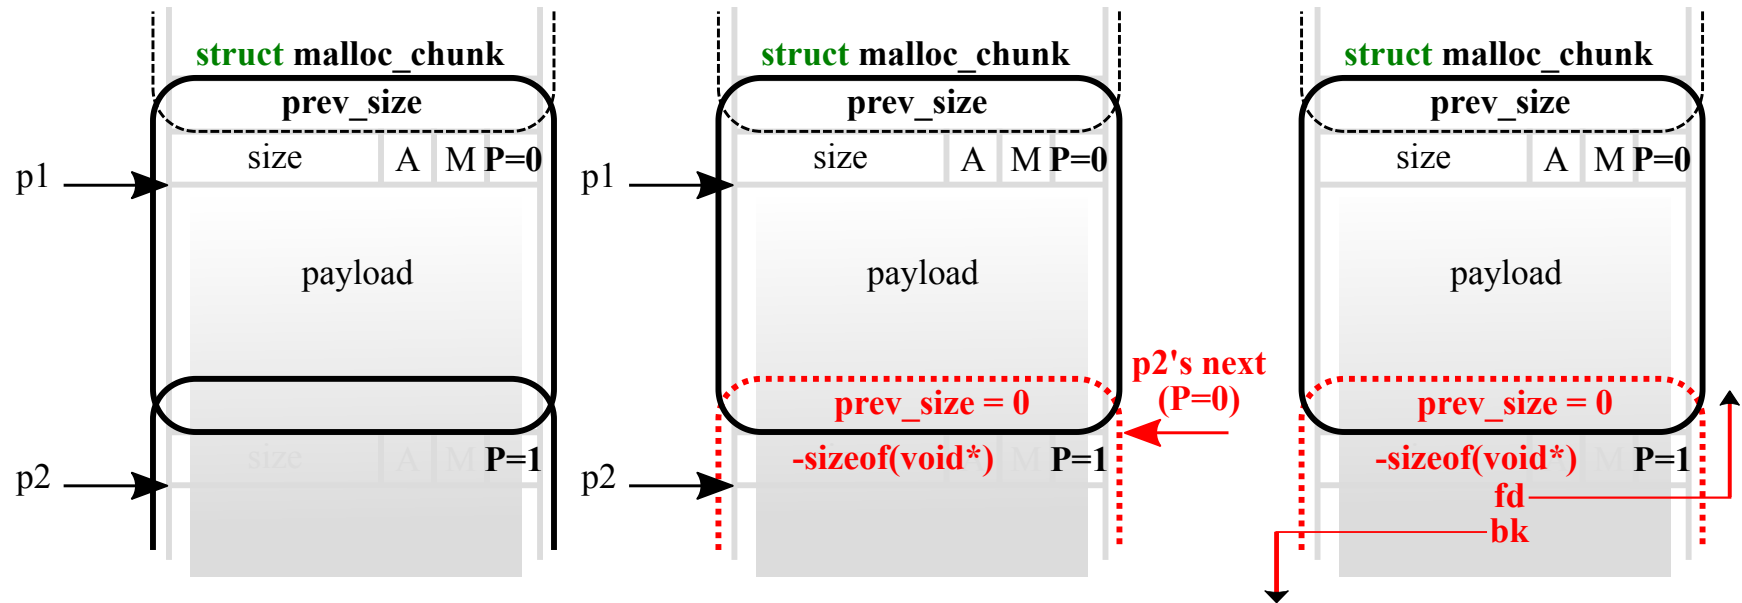 struct malloc_chunk
prev_size
size A M P=0
p1
payload
size A M P=1
p2
struct malloc_chunk
prev_size
size A M P=0
p1
payload
p2's next
(P=0)
prev_size = 0
-sizeof(void*) M P=1
p2
struct malloc_chunk
prev_size
size A M P=0
payload
prev_size = 0
-sizeof(void*) M P=1
fd
bk